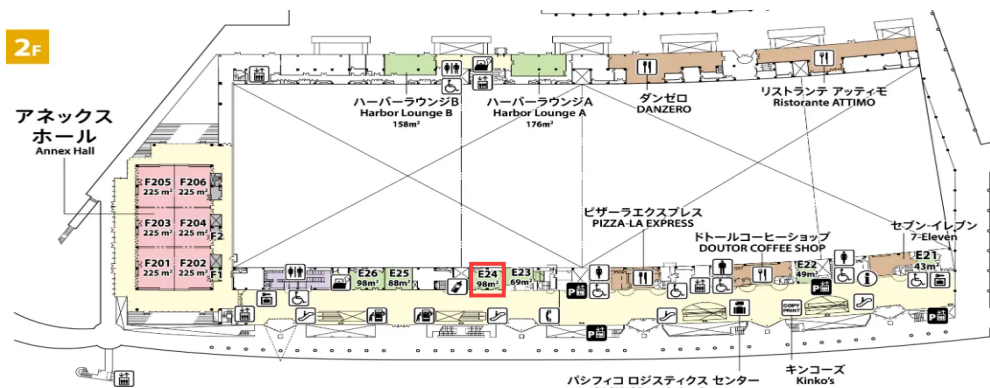 2F
アネックス
ホール
Annex Hall
ハーバーラウンジB
Harbor Lounge B
158m²
ハーバーラウンジA
Harbor Lounge A
176m²
ダンゼロ
DANZERO
リストランテ アッティモ
Ristorante ATTIMO
F205
225 m²
F206
225 m²
F203
225 m²
F204
225 m²
F2
F201
225 m²
F202
225 m²
F1
ピザーラエクスプレス
PIZZA-LA EXPRESS
ドトールコーヒーショップ
DOUTOR COFFEE SHOP
セブン-イレブン
7-Eleven
E26
98m²
E25
88m²
E24
98m²
E23
69m²
E22
49m²
E21
43m²
P
P
P
P
COPY
PRINT
パシフィコ ロジスティクス センター
キンコーズ
Kinko's